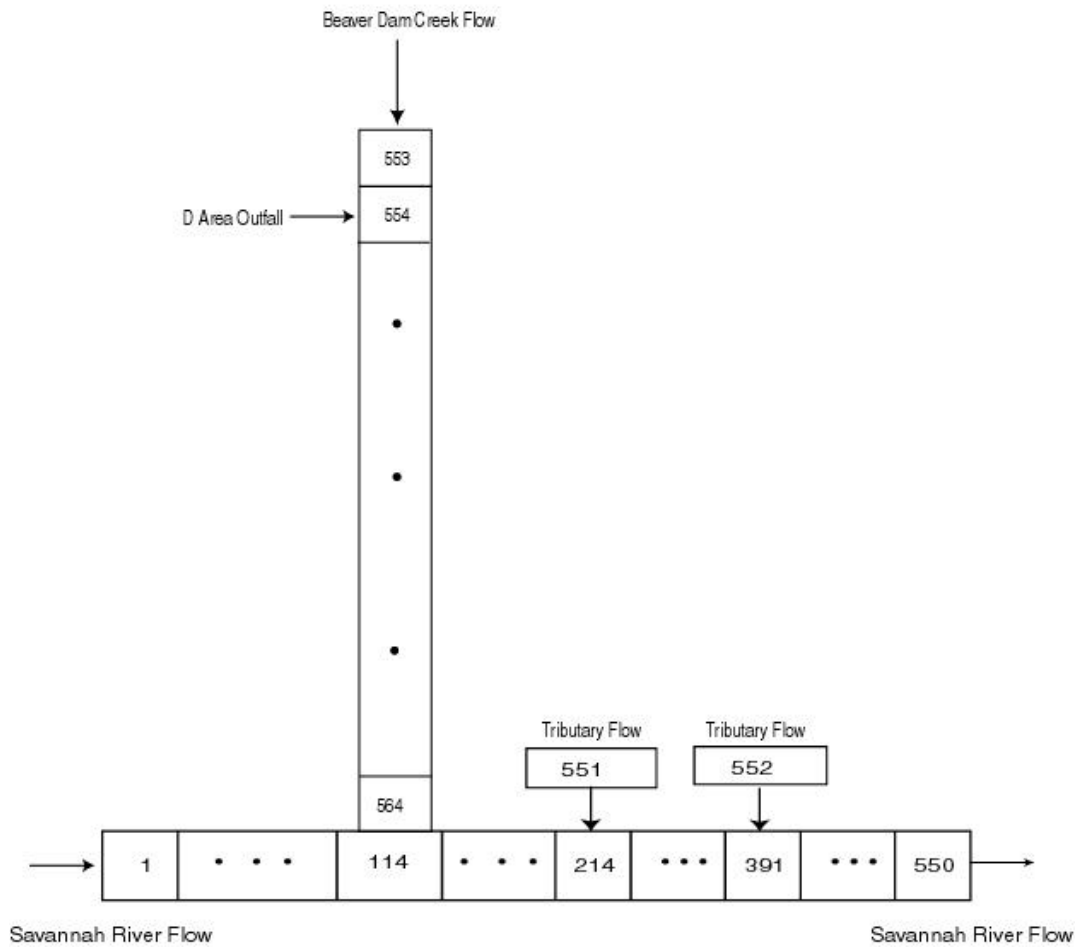 Beaver Dam Creek Flow
553
D Area Outfall
554
Tributary Flow
Tributary Flow
551
552
564
1
114
214
391
550
Savannah River Flow
Savannah River Flow